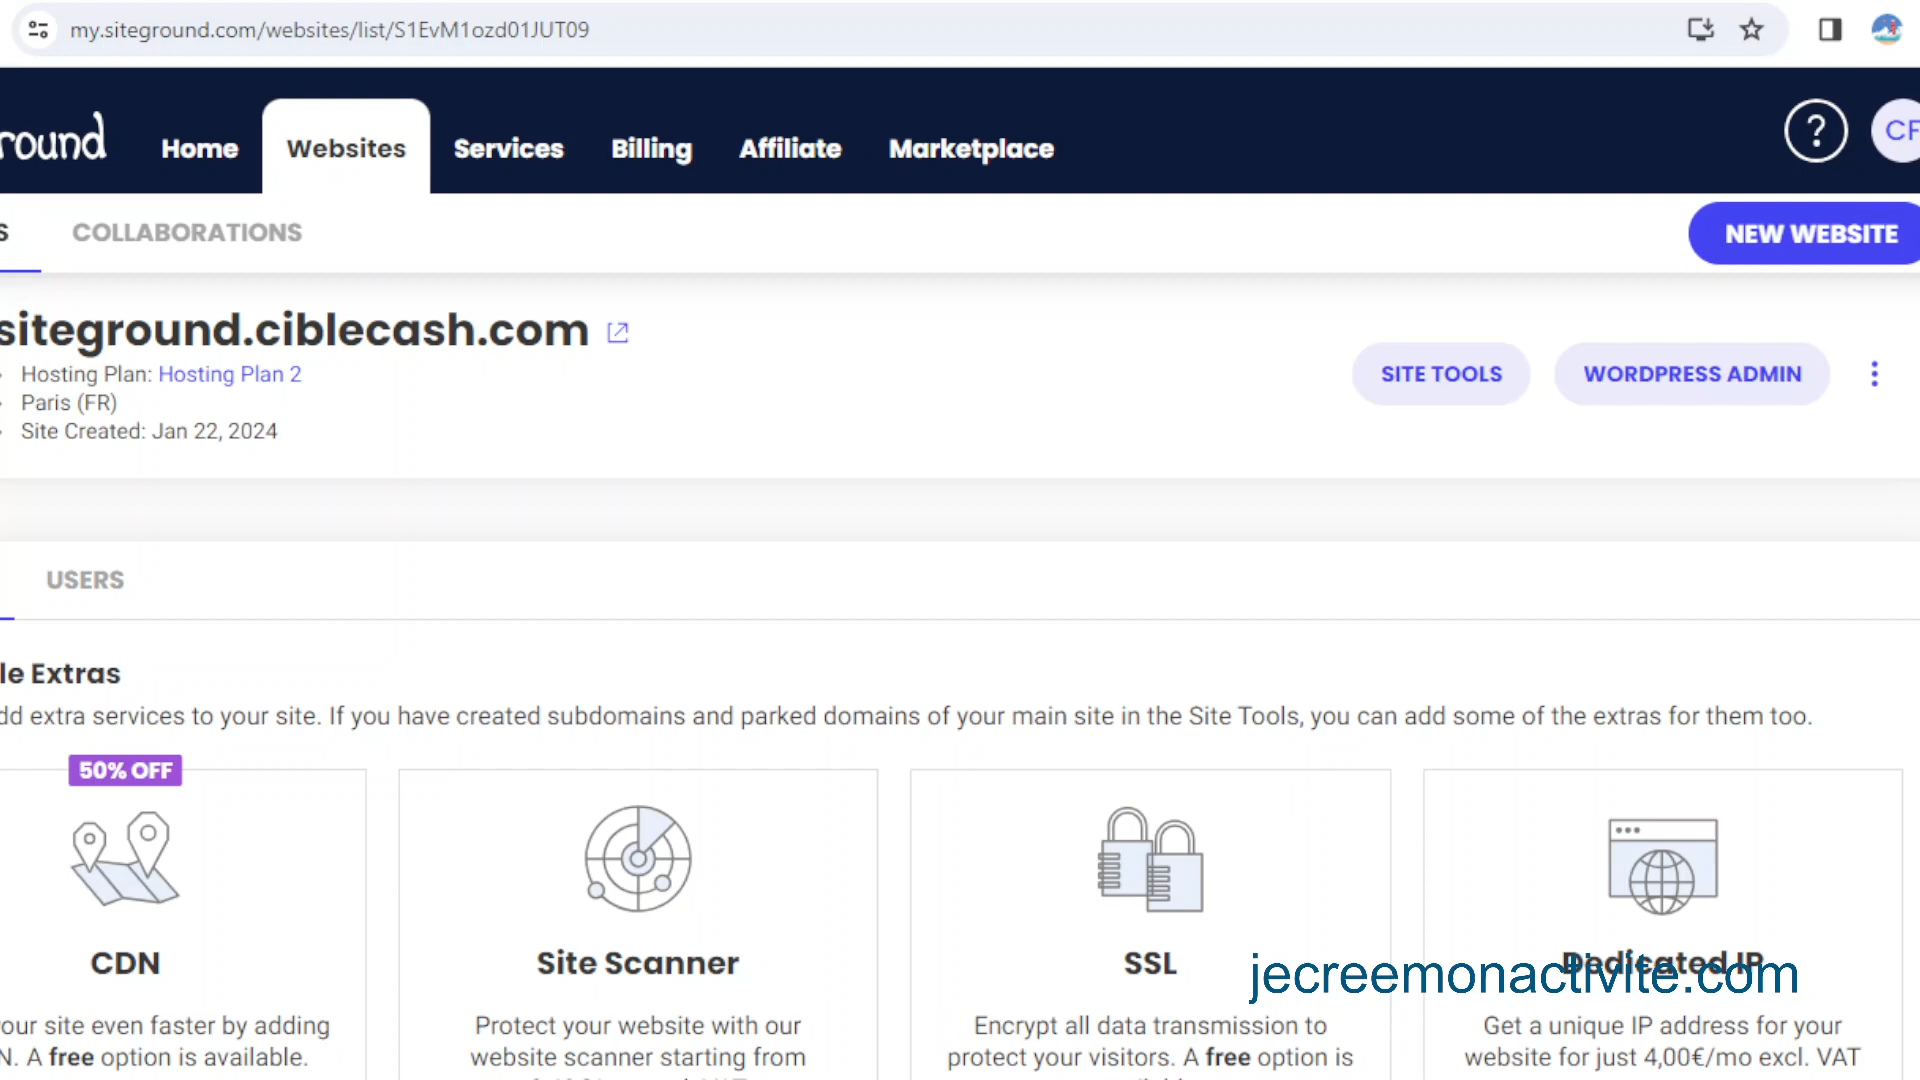 my.siteground.com/websites/list/S1EvM1ozd01JUT09
round
Home
Websites
Services
Billing
Affiliate
Marketplace
?
CF
S
COLLABORATIONS
NEW WEBSITE
siteground.ciblecash.com
Hosting Plan: Hosting Plan 2
Paris (FR)
Site Created: Jan 22, 2024
SITE TOOLS
WORDPRESS ADMIN
USERS
le Extras
dd extra services to your site. If you have created subdomains and parked domains of your main site in the Site Tools, you can add some of the extras for them too.
50% OFF
CDN
our site even faster by adding
N. A free option is available.
Site Scanner
Protect your website with our
website scanner starting from
SSL
Encrypt all data transmission to
protect your visitors. A free option is
Dedicated IP
Get a unique IP address for your
website for just 4,00€/mo excl. VAT
jecreemonactivite.com